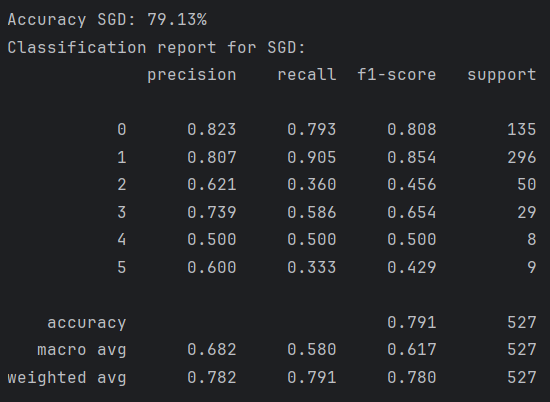 Accuracy SGD: 79.13%
Classification report for SGD:
precision recall f1-score support
0 0.823 0.793 0.808 135
1 0.807 0.905 0.854 296
2 0.621 0.360 0.456 50
3 0.739 0.586 0.654 29
4 0.500 0.500 0.500 8
5 0.600 0.333 0.429 9
accuracy 0.791 527
macro avg 0.682 0.580 0.617 527
weighted avg 0.782 0.791 0.780 527